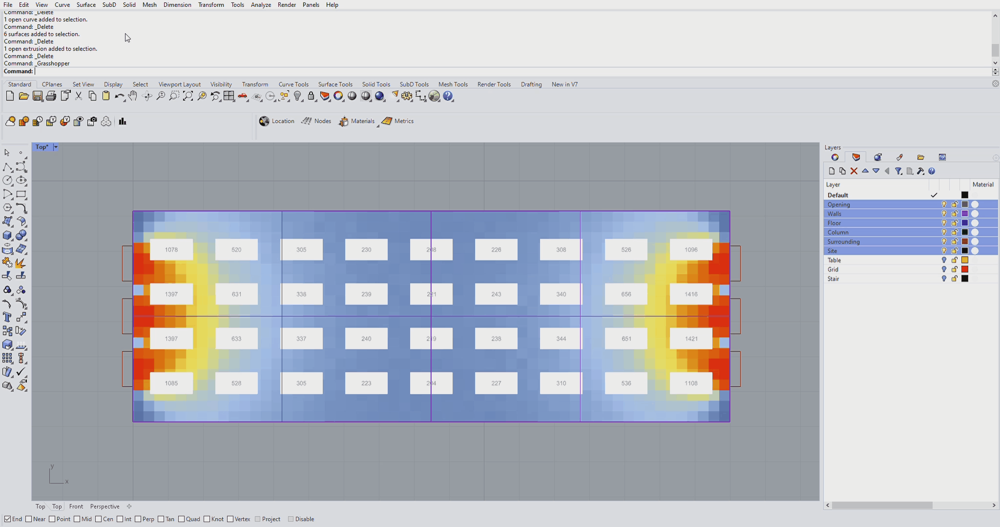 File Edit View Curve Surface SubD Solid Mesh Dimension Transform Tools Analyze Render Panels Help
Command: _Delete
1 open curve added to selection.
Command: _Delete
6 surfaces added to selection.
Command: _Delete
1 open extrusion added to selection.
Command: _Delete
Command: _Grasshopper
Command:
Standard CPlanes Set View Display Select Viewport Layout Visibility Transform Curve Tools Surface Tools Solid Tools SubD Tools Mesh Tools Render Tools Drafting New in V7
Location Nodes Materials Metrics
Top*
1078 520 305 230 208 226 308 526 1096
1397 631 338 239 221 243 340 656 1416
1397 633 337 240 219 238 344 651 1421
1085 528 305 223 204 227 310 536 1108
y
x
Layers
Layer Material
Default
Opening
Walls
Floor
Column
Surrounding
Site
Table
Grid
Stair
Top Top Front Perspective
End Near Point Mid Cen Int Perp Tan Quad Knot Vertex Project Disable